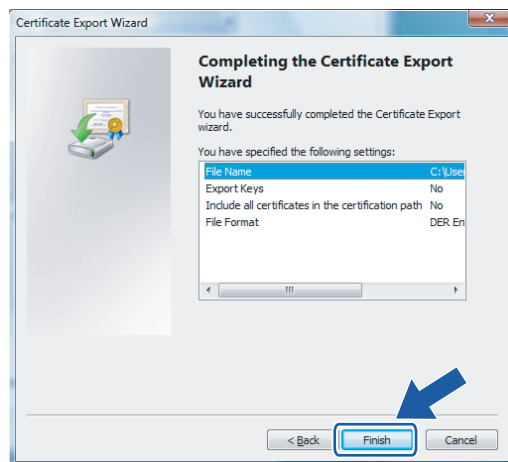 Certificate Export Wizard
Completing the Certificate Export
Wizard
You have successfully completed the Certificate Export
wizard.
You have specified the following settings:
File Name C:\User
Export Keys No
Include all certificates in the certification path No
File Format DER En
< Back Finish Cancel